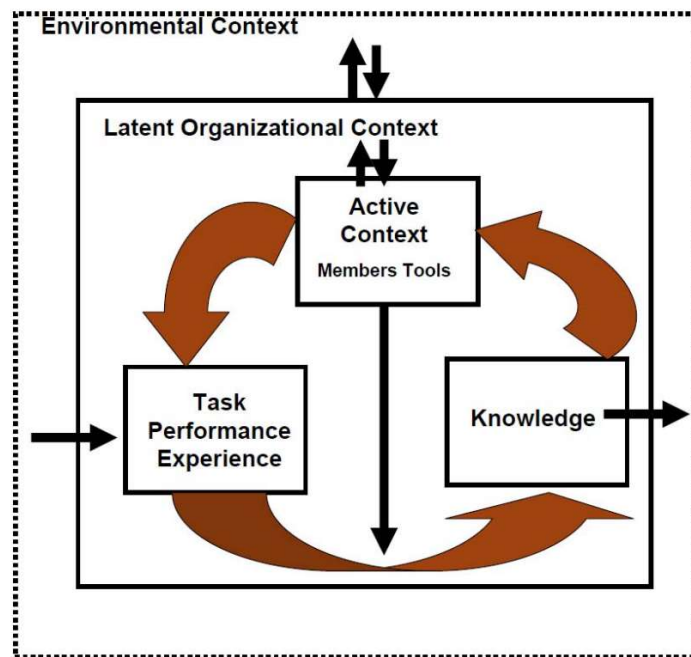 Environmental Context
Latent Organizational Context
Active
Context
Members Tools
Task
Performance
Experience
Knowledge